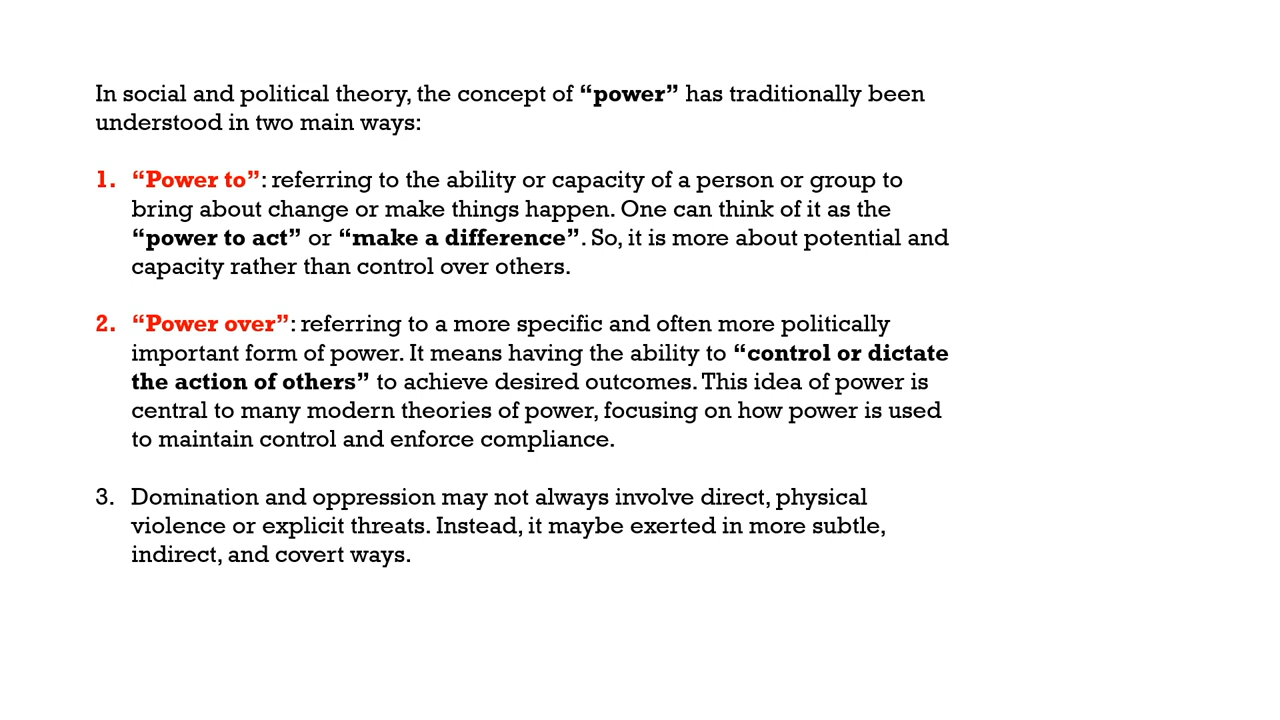 In social and political theory, the concept of “power” has traditionally been
understood in two main ways:
1. “Power to”: referring to the ability or capacity of a person or group to
bring about change or make things happen. One can think of it as the
“power to act” or “make a difference”. So, it is more about potential and
capacity rather than control over others.
2. “Power over”: referring to a more specific and often more politically
important form of power. It means having the ability to “control or dictate
the action of others” to achieve desired outcomes. This idea of power is
central to many modern theories of power, focusing on how power is used
to maintain control and enforce compliance.
3. Domination and oppression may not always involve direct, physical
violence or explicit threats. Instead, it maybe exerted in more subtle,
indirect, and covert ways.